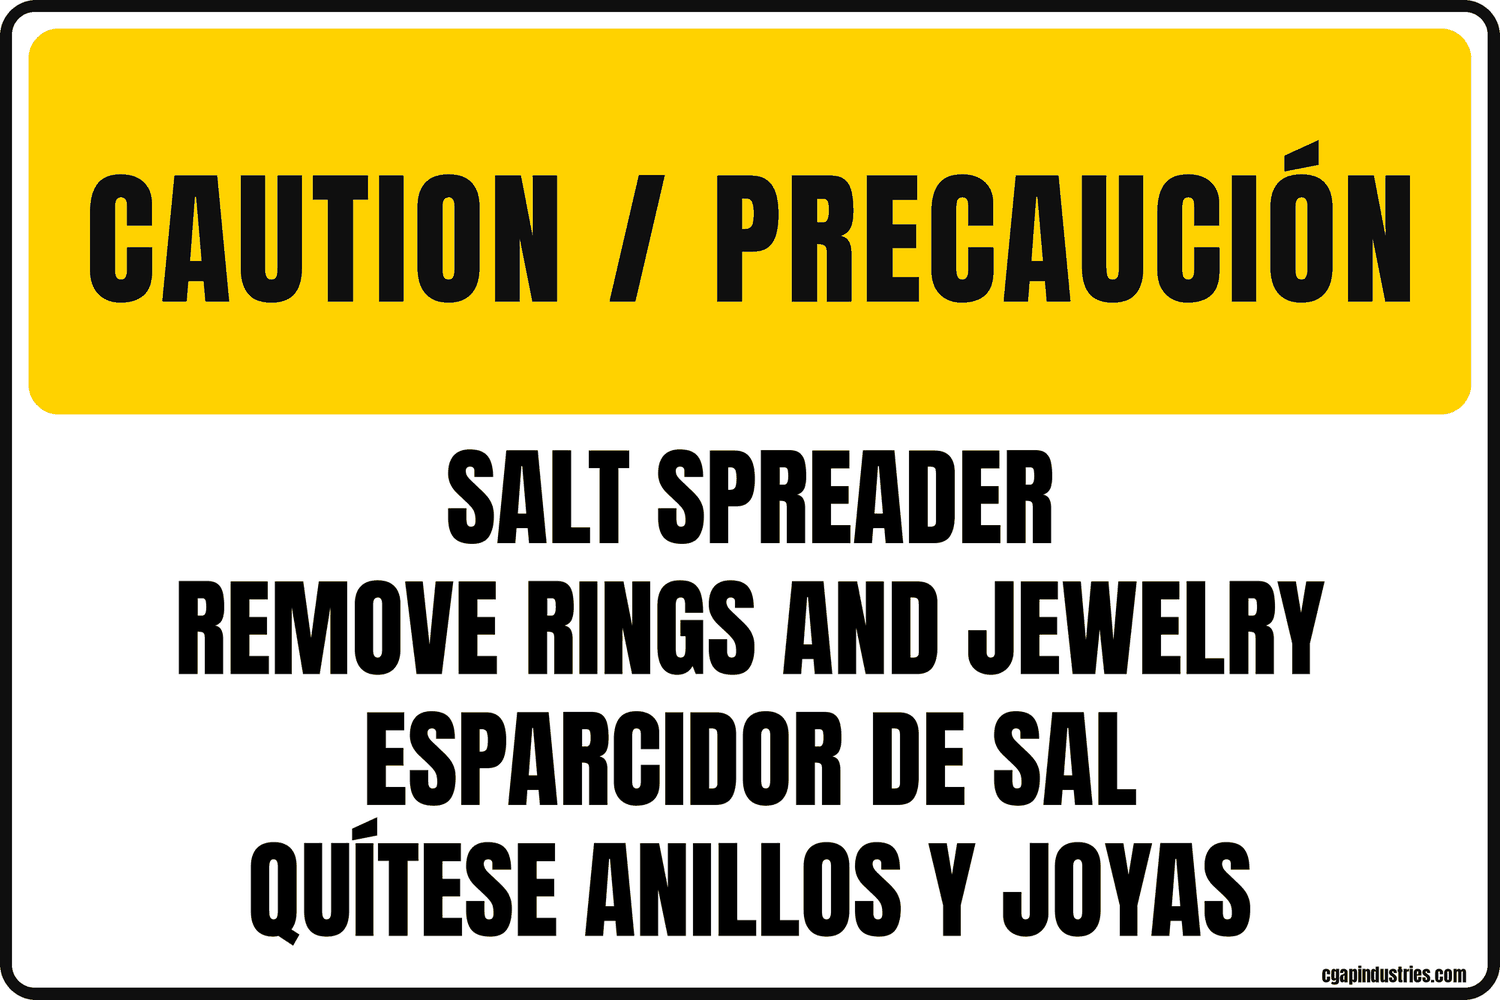 CAUTION / PRECAUCIÓN
SALT SPREADER
REMOVE RINGS AND JEWELRY
ESPARCIDOR DE SAL
QUÍTESE ANILLOS Y JOYAS
cgapindustries.com